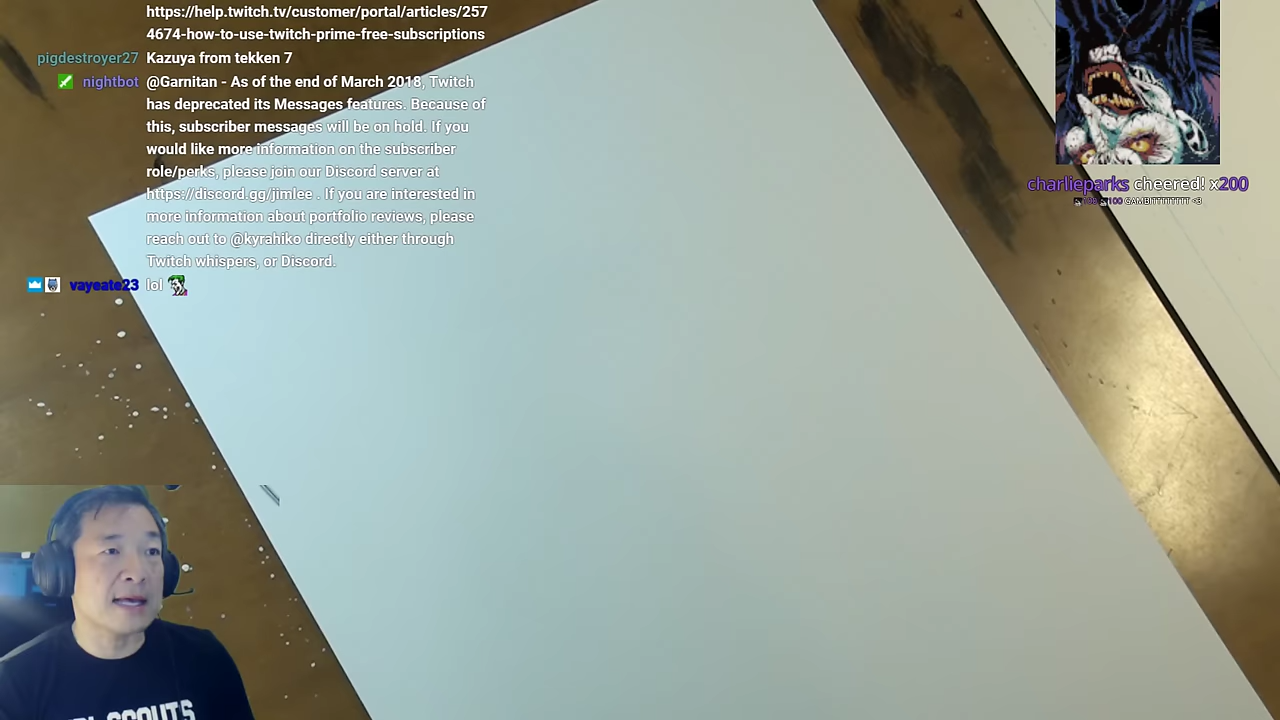 https://help.twitch.tv/customer/portal/articles/257
4674-how-to-use-twitch-prime-free-subscriptions
pigdestroyer27 Kazuya from tekken 7
nightbot @Garnitan - As of the end of March 2018, Twitch
has deprecated its Messages features. Because of
this, subscriber messages will be on hold. If you
would like more information on the subscriber
role/perks, please join our Discord server at
https://discord.gg/jimlee . If you are interested in
more information about portfolio reviews, please
reach out to @kyrahiko directly either through
Twitch whispers, or Discord.
vayeate23 lol
charlieparks cheered! x200